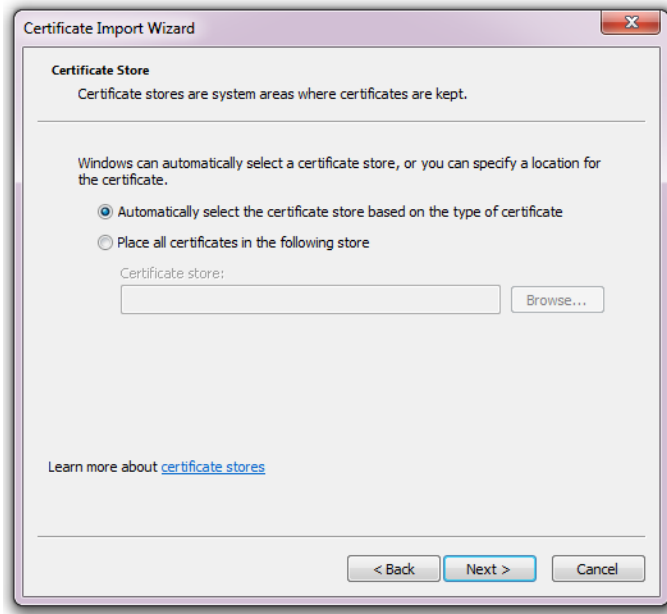 Certificate Import Wizard
Certificate Store
Certificate stores are system areas where certificates are kept.
Windows can automatically select a certificate store, or you can specify a location for
the certificate.
Automatically select the certificate store based on the type of certificate
Place all certificates in the following store
Certificate store:
Browse...
Learn more about certificate stores
< Back Next > Cancel